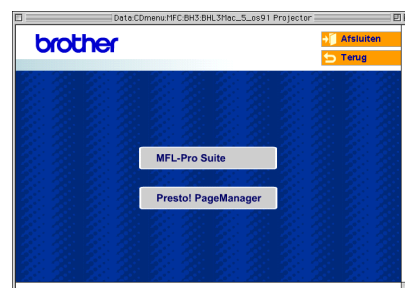 Data:CDmenu:MFC:BH3:BHL3Mac_5_os91 Projector
brother
Afsluiten
Terug
MFL-Pro Suite
Presto! PageManager